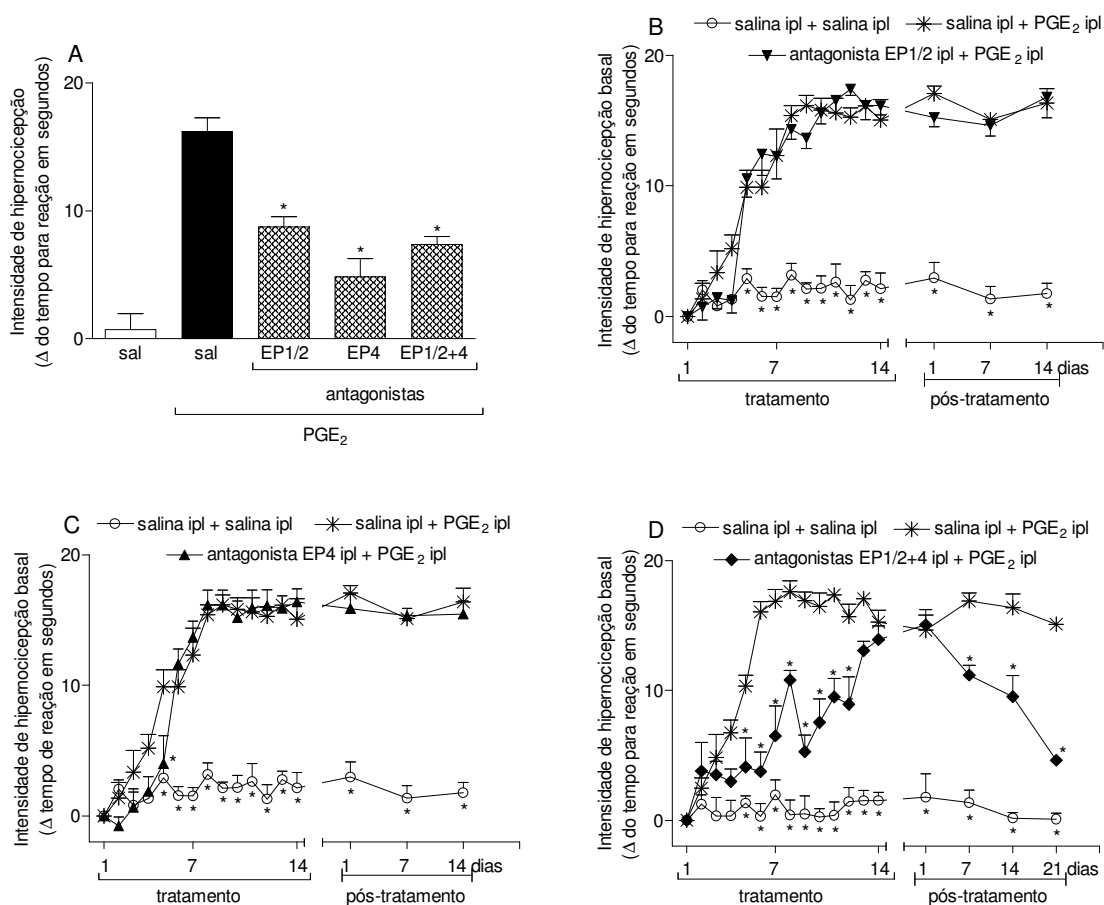 A
Intensidade de hipernocicepção
(Δ do tempo para reação em segundos)
20
10
0
sal
sal
EP1/2
EP4
EP1/2+4
*
*
*
antagonistas
PGE2
B
salina ipl + salina ipl
salina ipl + PGE2 ipl
antagonista EP1/2 ipl + PGE2 ipl
Intensidade de hipernocicepção basal
(Δ do tempo para reação em segundos)
20
10
0
* * * * * * * * * *
* * *
1 7 14
1 7 14 dias
tratamento
pós-tratamento
C
salina ipl + salina ipl
salina ipl + PGE2 ipl
antagonista EP4 ipl + PGE2 ipl
Intensidade de hipernocicepção basal
(Δ tempo de reação em segundos)
20
10
0
*
* * * * * * * * * *
* * *
1 7 14
1 7 14 dias
tratamento
pós-tratamento
D
salina ipl + salina ipl
salina ipl + PGE2 ipl
antagonistas EP1/2+4 ipl + PGE2 ipl
Intensidade de hipernocicepção basal
(Δ do tempo para reação em segundos)
20
10
0
* * * * * * * *
* * *
* * * * * * * * * *
* * * *
1 7 14
1 7 14 21 dias
tratamento
pós-tratamento